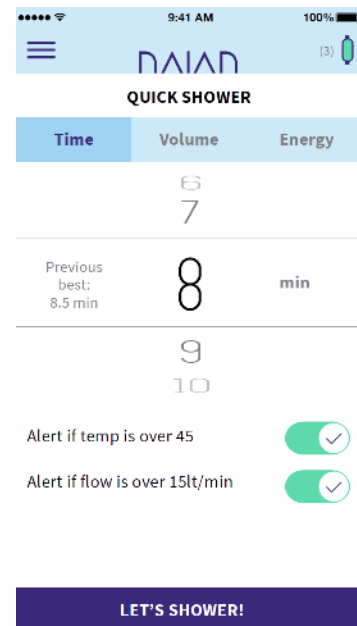 9:41 AM
100%
(3)
NAIAD
QUICK SHOWER
Time Volume Energy
6
7
Previous
best:
8.5 min
8
min
9
10
Alert if temp is over 45
Alert if flow is over 15lt/min
LET'S SHOWER!